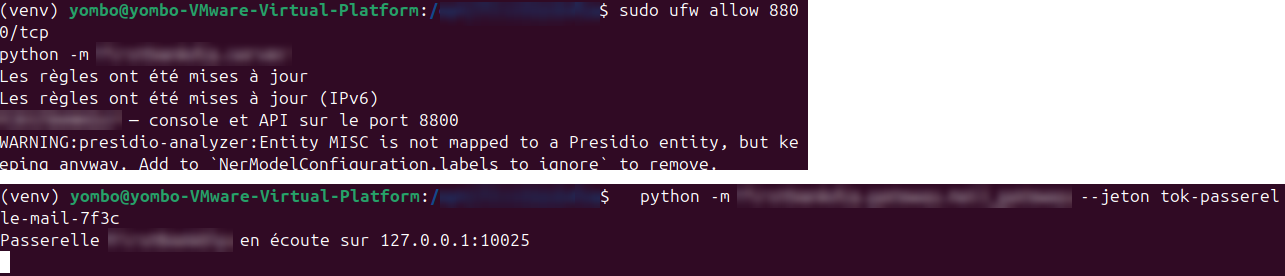 (venv) yombo@yombo-VMware-Virtual-Platform:/$ sudo ufw allow 880
0/tcp
python -m
Les règles ont été mises à jour
Les règles ont été mises à jour (IPv6)
— console et API sur le port 8800
WARNING:presidio-analyzer:Entity MISC is not mapped to a Presidio entity, but ke
eping anyway. Add to `NerModelConfiguration.labels_to_ignore` to remove.
(venv) yombo@yombo-VMware-Virtual-Platform:/$ python -m --jeton tok-passerel
le-mail-7f3c
Passerelle en écoute sur 127.0.0.1:10025